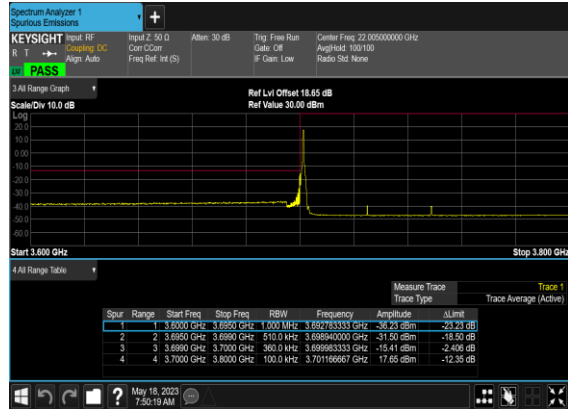 Spectrum Analyzer 1
Spurious Emissions
+
KEYSIGHT Input: RF Input Z: 50 Ω Atten: 30 dB Trig: Free Run Center Freq: 22.005000000 GHz
R T Coupling: DC Corr CCorr Gate: Off Avg|Hold: 100/100
Align: Auto Freq Ref: Int (S) IF Gain: Low Radio Std: None
PASS
3 All Range Graph
Ref Lvl Offset 18.65 dB
Scale/Div 10.0 dB Ref Value 30.00 dBm
Log
20.0
10.0
0.00
-10.0
-20.0
-30.0
-40.0
-50.0
-60.0
Start 3.600 GHz Stop 3.800 GHz
4 All Range Table
Measure Trace Trace 1
Trace Type Trace Average (Active)
Spur Range Start Freq Stop Freq RBW Frequency Amplitude ΔLimit
1 1 3.6000 GHz 3.6950 GHz 1.000 MHz 3.692783333 GHz -36.23 dBm -23.23 dB
2 2 3.6950 GHz 3.6990 GHz 510.0 kHz 3.698940000 GHz -31.50 dBm -18.50 dB
3 3 3.6990 GHz 3.7000 GHz 360.0 kHz 3.699983333 GHz -15.41 dBm -2.406 dB
4 4 3.7000 GHz 3.8000 GHz 100.0 kHz 3.701166667 GHz 17.65 dBm -12.35 dB
? May 18, 2023
7:50:19 AM